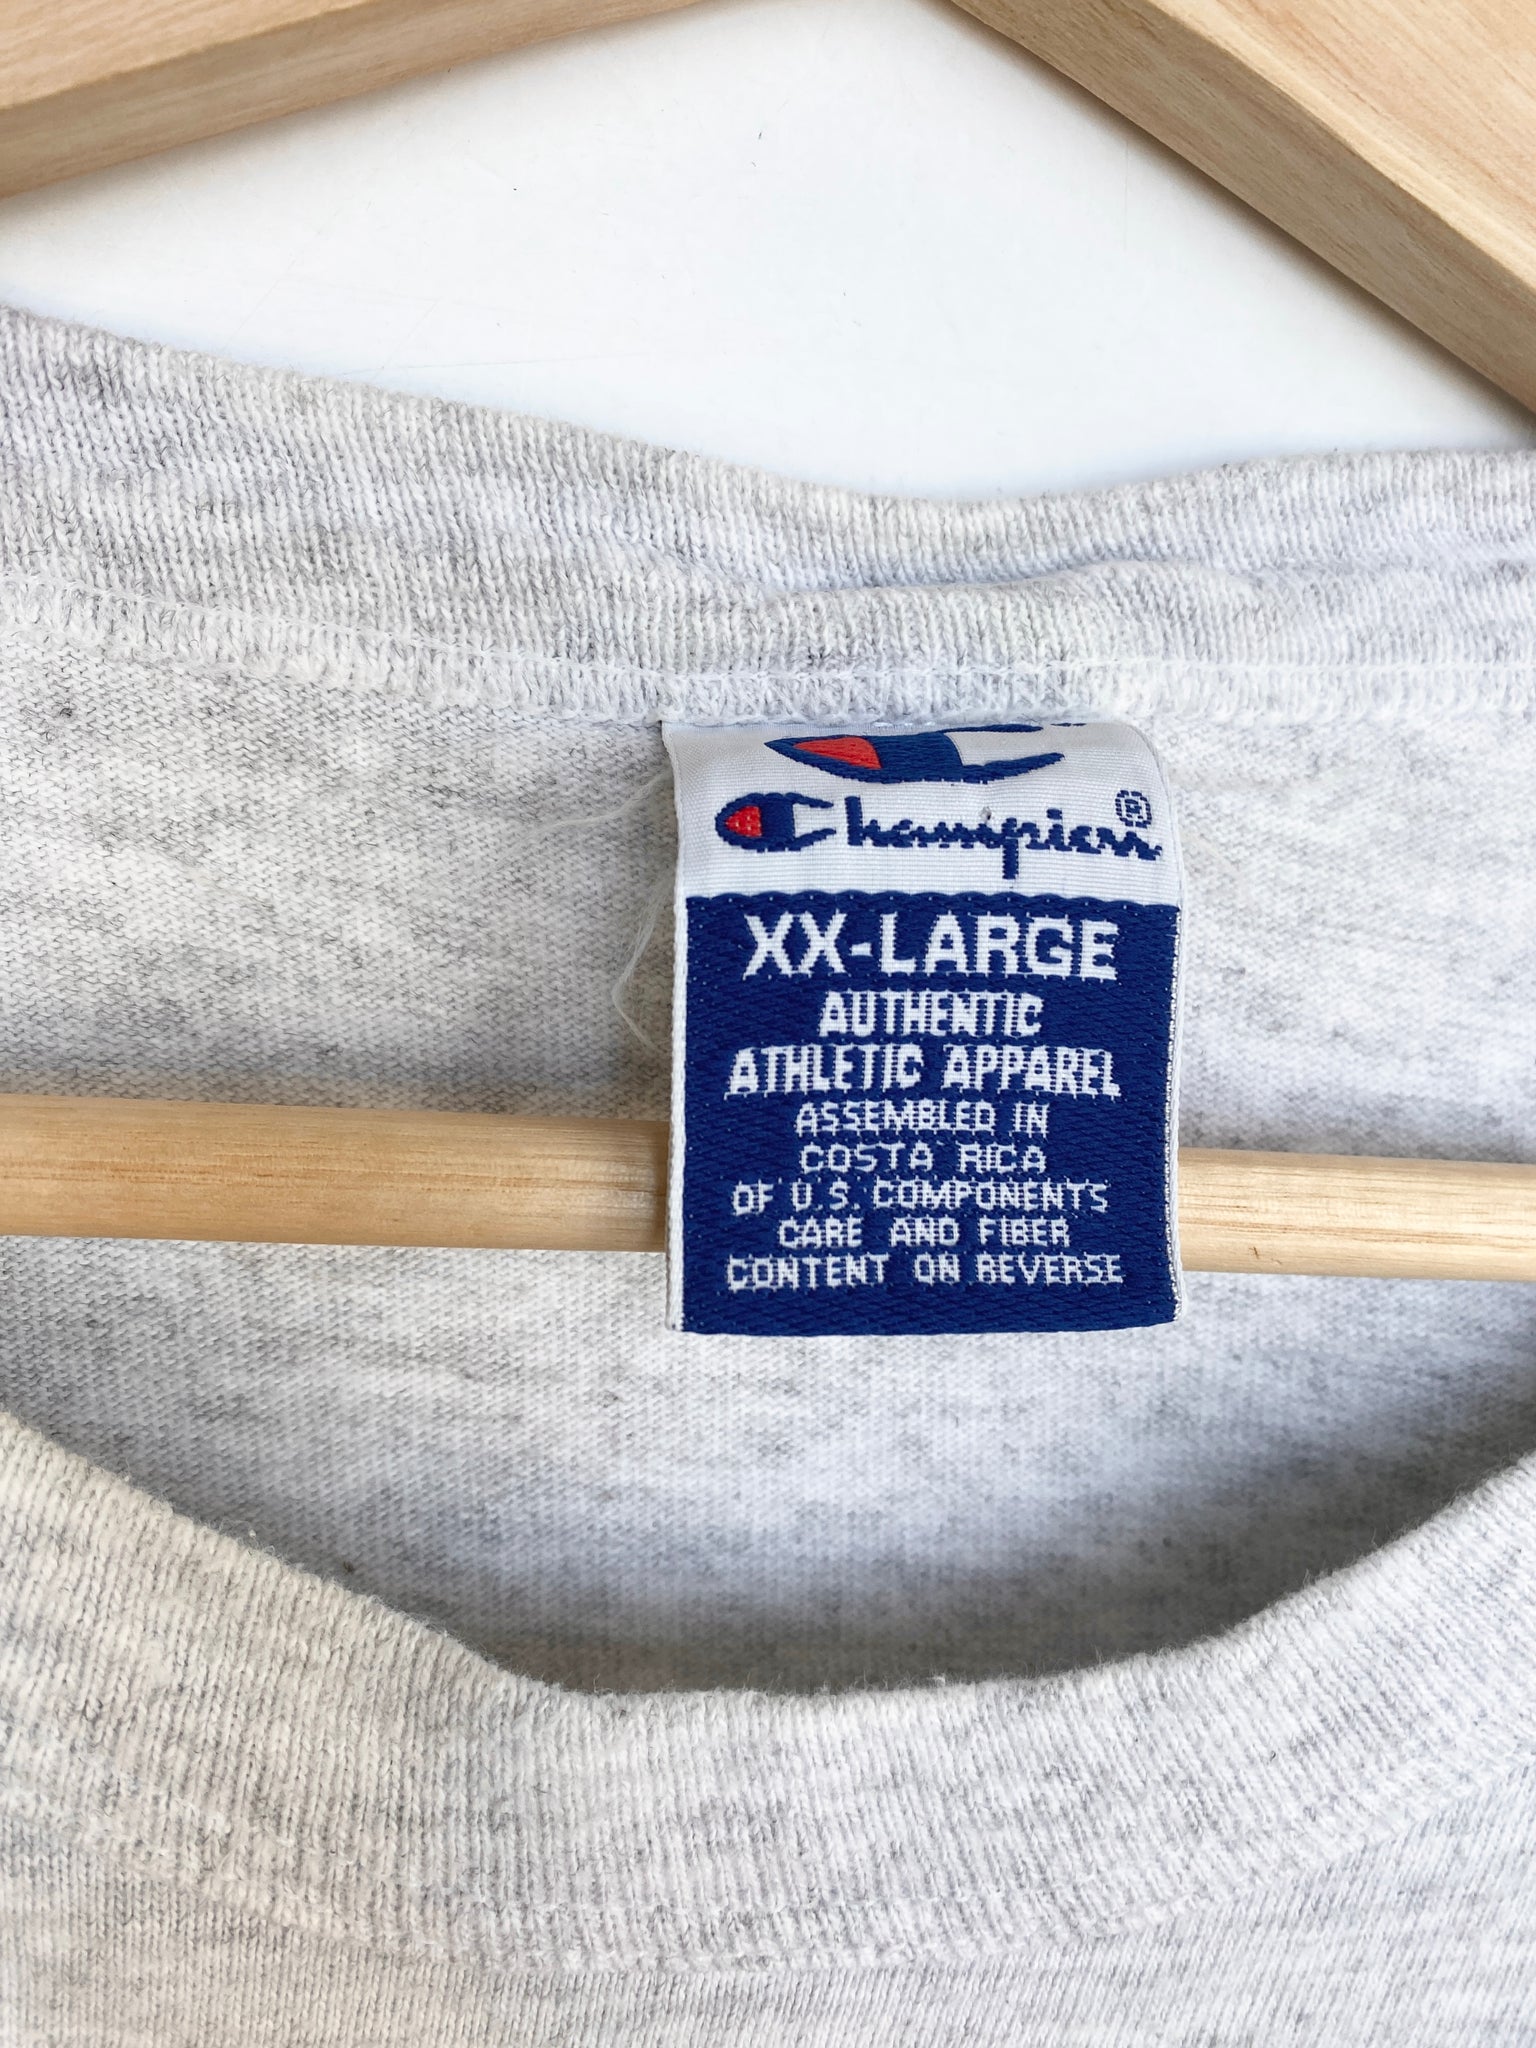 Champion®
XX-LARGE
AUTHENTIC
ATHLETIC APPAREL
ASSEMBLED IN
COSTA RICA
OF U.S. COMPONENTS
CARE AND FIBER
CONTENT ON REVERSE